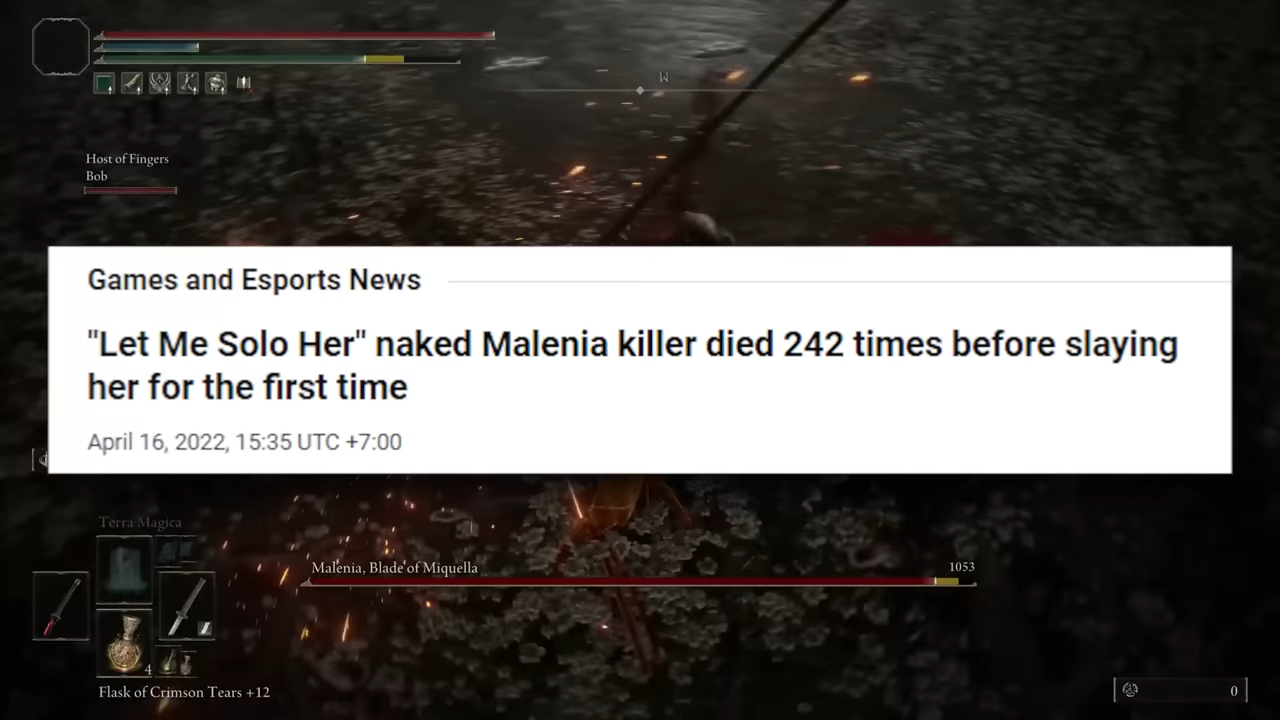 W
Host of Fingers
Bob
Games and Esports News
"Let Me Solo Her" naked Malenia killer died 242 times before slaying
her for the first time
April 16, 2022, 15:35 UTC +7:00
Terra Magica
Malenia, Blade of Miquella
1053
4
Flask of Crimson Tears +12
0